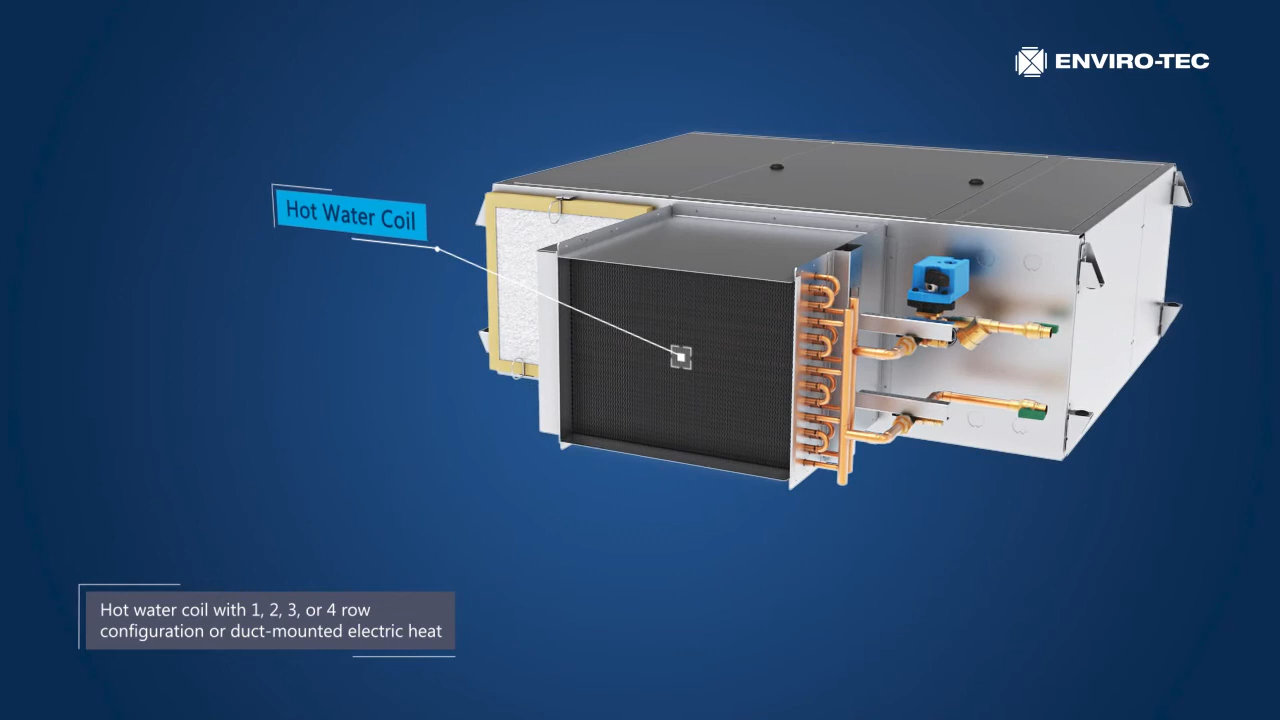 ENVIRO-TEC
Hot Water Coil
Hot water coil with 1, 2, 3, or 4 row
configuration or duct-mounted electric heat